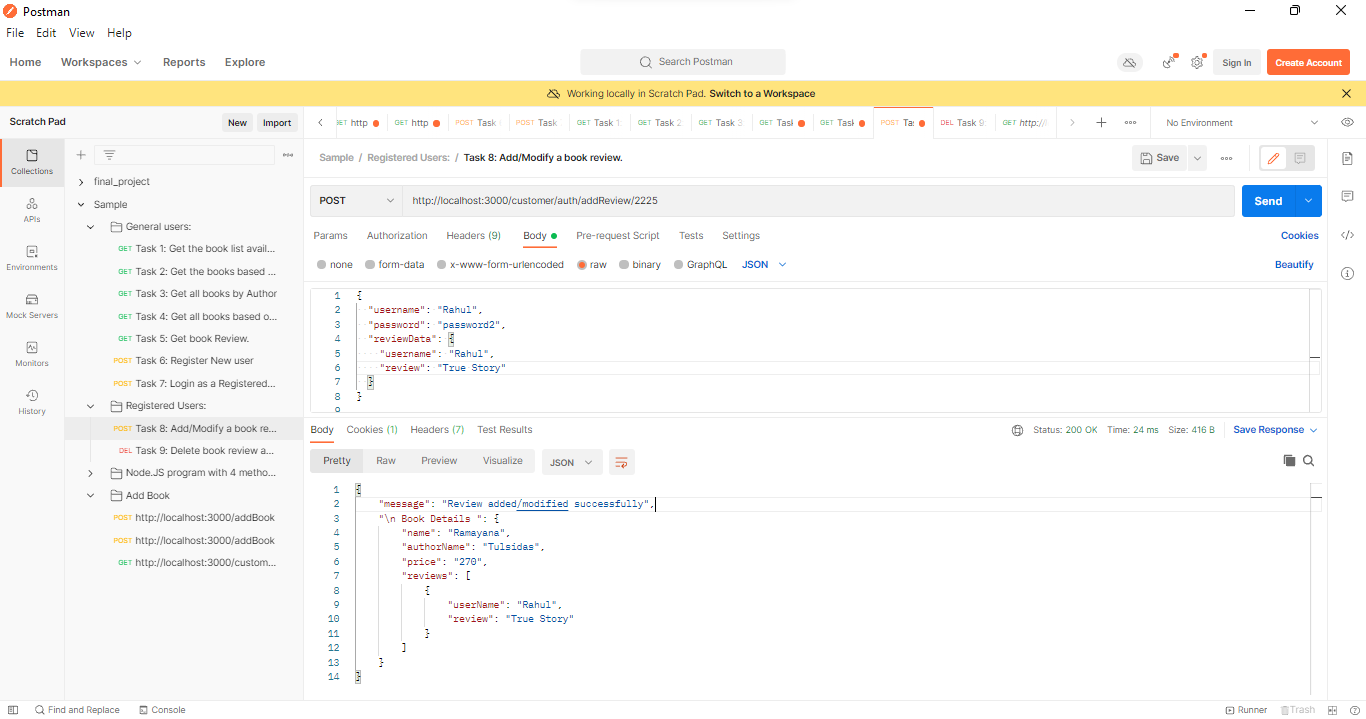 Postman
File Edit View Help
Home Workspaces Reports Explore Search Postman Sign In Create Account
Working locally in Scratch Pad. Switch to a Workspace
Scratch Pad New Import
GET http GET http POST Task POST Task GET Task 1: GET Task 2 GET Task 3: GET Task GET Task POST Tas DEL Task 9: GET http:// No Environment
Collections
APIs
Environments
Mock Servers
Monitors
History
final_project
Sample
General users:
GET Task 1: Get the book list avail...
GET Task 2: Get the books based ...
GET Task 3: Get all books by Author
GET Task 4: Get all books based o...
GET Task 5: Get book Review.
POST Task 6: Register New user
POST Task 7: Login as a Registered...
Registered Users:
POST Task 8: Add/Modify a book re...
DEL Task 9: Delete book review a...
Node.JS program with 4 metho...
Add Book
POST http://localhost:3000/addBook
POST http://localhost:3000/addBook
GET http://localhost:3000/custom...
Sample / Registered Users: / Task 8: Add/Modify a book review. Save
POST http://localhost:3000/customer/auth/addReview/2225 Send
Params Authorization Headers (9) Body Pre-request Script Tests Settings Cookies
none form-data x-www-form-urlencoded raw binary GraphQL JSON Beautify
1 {
2 "username": "Rahul",
3 "password": "password2",
4 "reviewData": {
5 "username": "Rahul",
6 "review": "True Story"
7 }
8 }
9
Body Cookies (1) Headers (7) Test Results Status: 200 OK Time: 24 ms Size: 416 B Save Response
Pretty Raw Preview Visualize JSON
1 {
2 "message": "Review added/modified successfully",
3 "\n Book Details ": {
4 "name": "Ramayana",
5 "authorName": "Tulsidas",
6 "price": "270",
7 "reviews": [
8 {
9 "userName": "Rahul",
10 "review": "True Story"
11 }
12 ]
13 }
14 }
Find and Replace Console Runner Trash